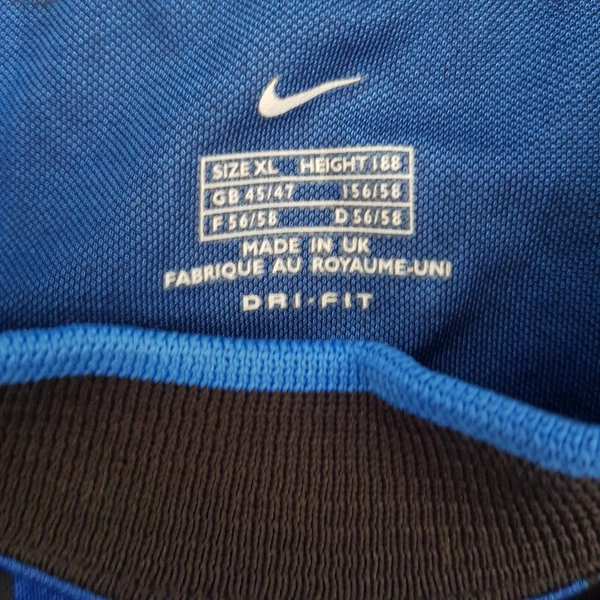 SIZE XL HEIGHT 188
GB 45/47 I 56/58
F 56/58 D 56/58
MADE IN UK
FABRIQUE AU ROYAUME-UNI
DRI-FIT